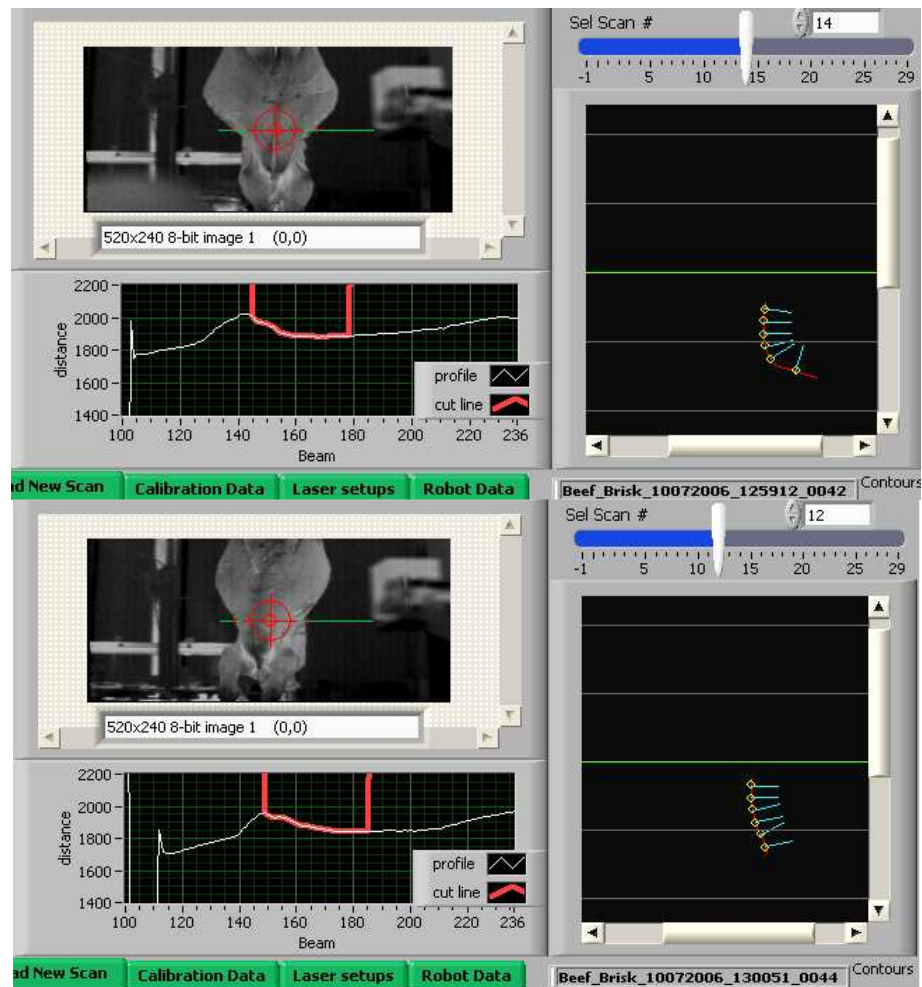 Sel Scan # 14
-1 5 10 15 20 25 29
520x240 8-bit image 1 (0,0)
2200
2000
1800
1600
1400
distance
profile
cut line
100 120 140 160 180 200 220 236
Beam
ad New Scan Calibration Data Laser setups Robot Data Beef_Brisk_10072006_125912_0042 Contours
Sel Scan # 12
-1 5 10 15 20 25 29
520x240 8-bit image 1 (0,0)
2200
2000
1800
1600
1400
distance
profile
cut line
100 120 140 160 180 200 220 236
Beam
ad New Scan Calibration Data Laser setups Robot Data Beef_Brisk_10072006_130051_0044 Contours